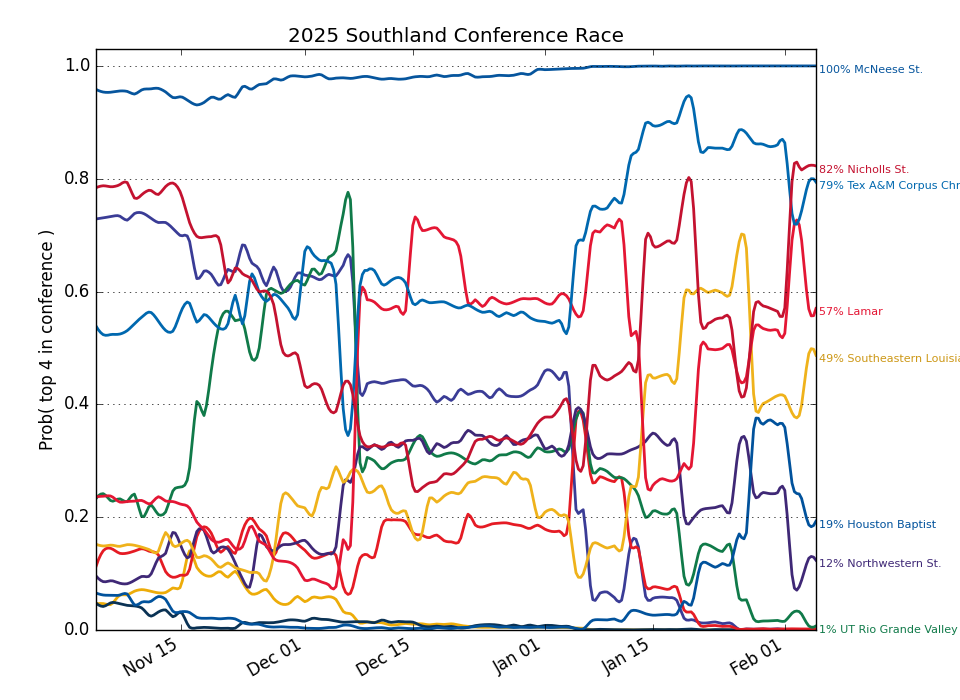 2025 Southland Conference Race
Prob( top 4 in conference )
1.0
0.8
0.6
0.4
0.2
0.0
100% McNeese St.
82% Nicholls St.
79% Tex A&M Corpus Chr
57% Lamar
49% Southeastern Louisia
19% Houston Baptist
12% Northwestern St.
1% UT Rio Grande Valley
Nov 15
Dec 01
Dec 15
Jan 01
Jan 15
Feb 01